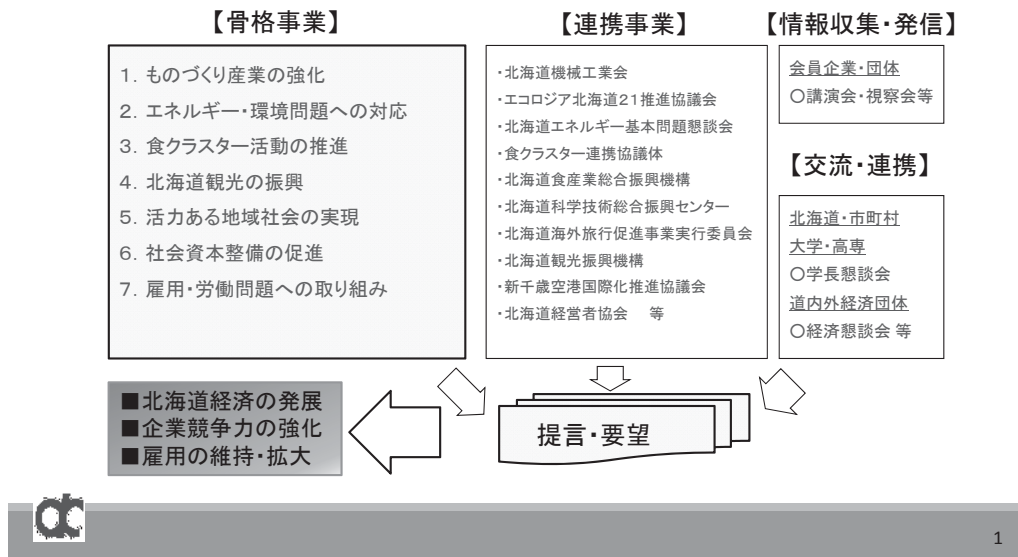 【骨格事業】
1. ものづくり産業の強化
2. エネルギー・環境問題への対応
3. 食クラスター活動の推進
4. 北海道観光の振興
5. 活力ある地域社会の実現
6. 社会資本整備の促進
7. 雇用・労働問題への取り組み
【連携事業】
・北海道機械工業会
・エコロジア北海道21推進協議会
・北海道エネルギー基本問題懇談会
・食クラスター連携協議体
・北海道食産業総合振興機構
・北海道科学技術総合振興センター
・北海道海外旅行促進事業実行委員会
・北海道観光振興機構
・新千歳空港国際化推進協議会
・北海道経営者協会　等
【情報収集・発信】
会員企業・団体
○講演会・視察会等
【交流・連携】
北海道・市町村
大学・高専
○学長懇談会
道内外経済団体
○経済懇談会 等
■北海道経済の発展
■企業競争力の強化
■雇用の維持・拡大
提言・要望
1